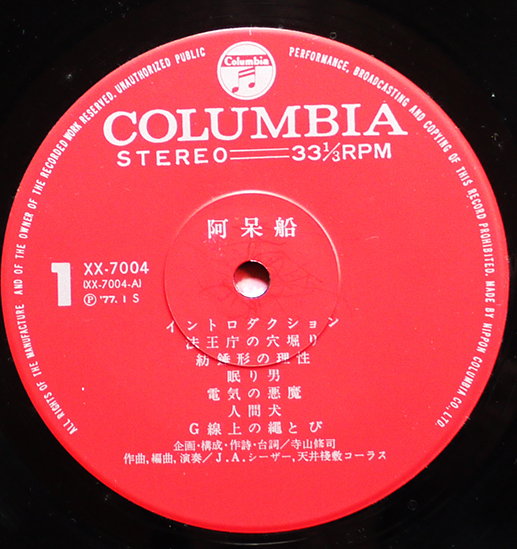 ALL RIGHTS OF THE MANUFACTURE AND OF THE OWNER OF THE RECORDED WORK RESERVED. UNAUTHORIZED PUBLIC PERFORMANCE, BROADCASTING AND COPYING OF THIS RECORD PROHIBITED. MADE BY NIPPON COLUMBIA CO., LTD.
Columbia
COLUMBIA
STEREO 33⅓RPM
阿呆船
1
XX-7004
(XX-7004-A)
Ⓟ '77. 1 S
イントロダクション
法王庁の穴堀り
紡錘形の理性
眠り男
電気の悪魔
人間犬
G線上の縄とび
企画・構成・作詩・台詞/寺山修司
作曲,編曲,演奏/J.A.シーザー,天井棧敷コーラス